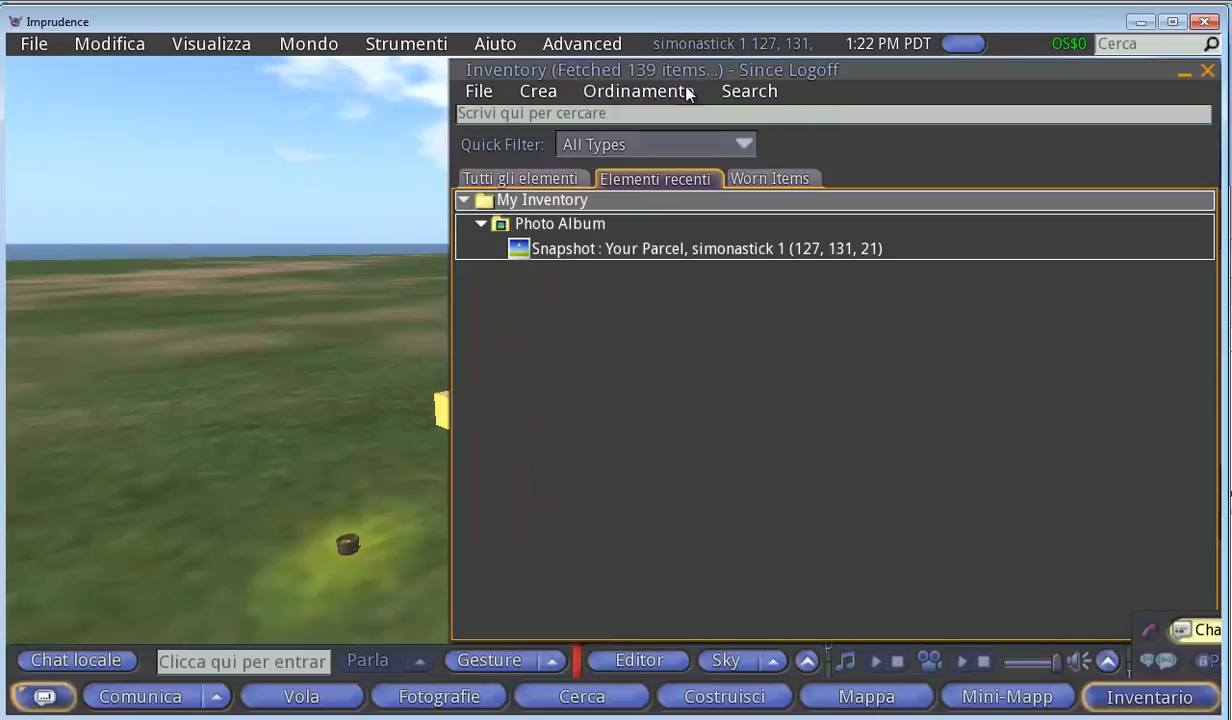 Imprudence
File Modifica Visualizza Mondo Strumenti Aiuto Advanced simonastick 1 127, 131, 1:22 PM PDT OS$0 Cerca
Inventory (Fetched 139 items...) - Since Logoff
File Crea Ordinamento Search
Scrivi qui per cercare
Quick Filter: All Types
Tutti gli elementi Elementi recenti Worn Items
My Inventory
Photo Album
Snapshot : Your Parcel, simonastick 1 (127, 131, 21)
Cha
Chat locale Clicca qui per entrar Parla Gesture Editor Sky
Comunica Vola Fotografie Cerca Costruisci Mappa Mini-Mapp Inventario